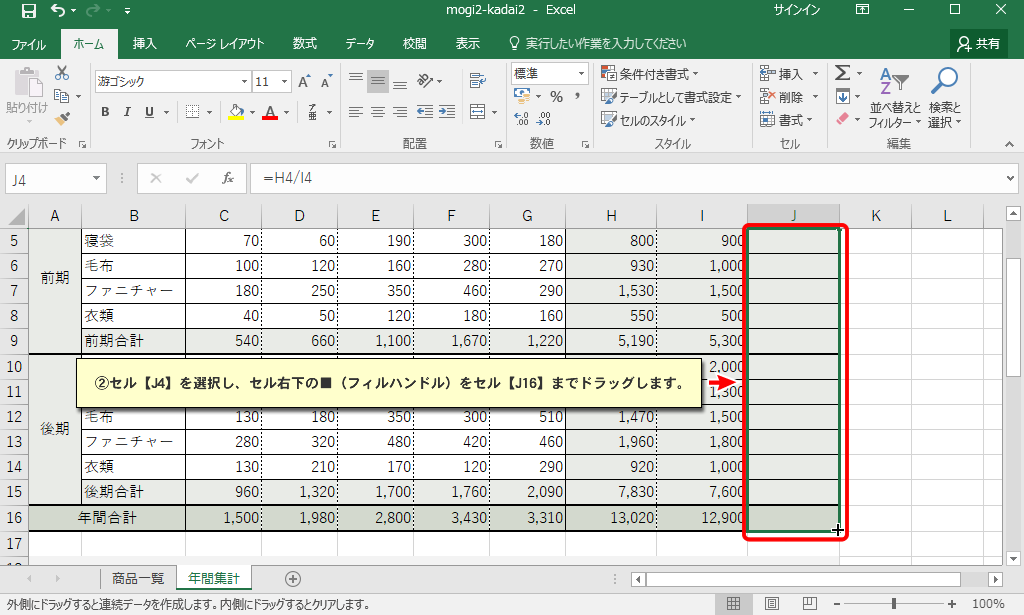 mogi2-kadai2 - Excel サインイン
ファイル ホーム 挿入 ページ レイアウト 数式 データ 校閲 表示 実行したい作業を入力してください 共有
貼り付け 游ゴシック 11 標準 条件付き書式 挿入 Σ
B I U % , テーブルとして書式設定 削除 並べ替えと フィルター 検索と 選択
セルのスタイル 書式
クリップボード フォント 配置 数値 スタイル セル 編集
J4 fx =H4/I4
A B C D E F G H I J K L
5 寝袋 70 60 190 300 180 800 900
6 前期 毛布 100 120 160 280 270 930 1,000
7 ファニチャー 180 250 350 460 290 1,530 1,500
8 衣類 40 50 120 180 160 550 500
9 前期合計 540 660 1,100 1,670 1,220 5,190 5,300
10 2,000
②セル【J4】を選択し、セル右下の■（フィルハンドル）をセル【J16】までドラッグします。
11 1,300
12 後期 毛布 130 180 350 300 510 1,470 1,500
13 ファニチャー 280 320 480 420 460 1,960 1,800
14 衣類 130 210 170 120 290 920 1,000
15 後期合計 960 1,320 1,700 1,760 2,090 7,830 7,600
16 年間合計 1,500 1,980 2,800 3,430 3,310 13,020 12,900
17
商品一覧 年間集計
外側にドラッグすると連続データを作成します。内側にドラッグするとクリアします。 100%